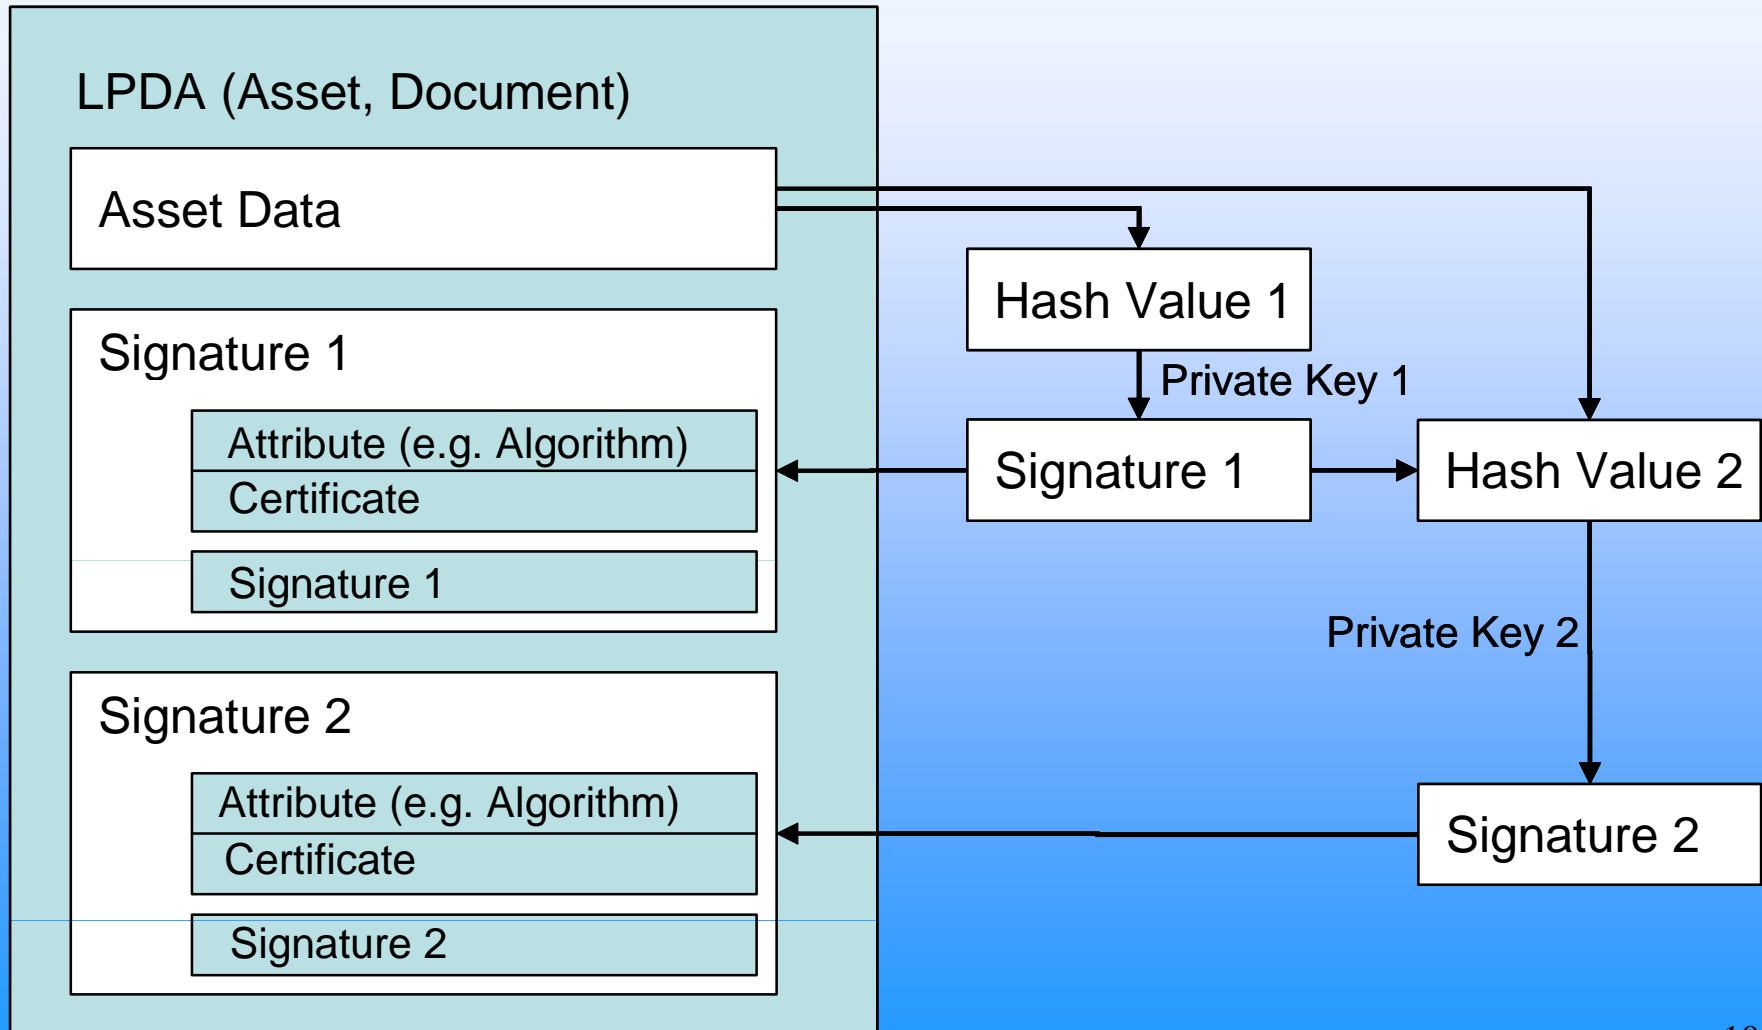 LPDA (Asset, Document)
Asset Data
Hash Value 1
Signature 1
Private Key 1
Attribute (e.g. Algorithm)
Certificate
Signature 1
Signature 1
Hash Value 2
Private Key 2
Signature 2
Attribute (e.g. Algorithm)
Certificate
Signature 2
Signature 2